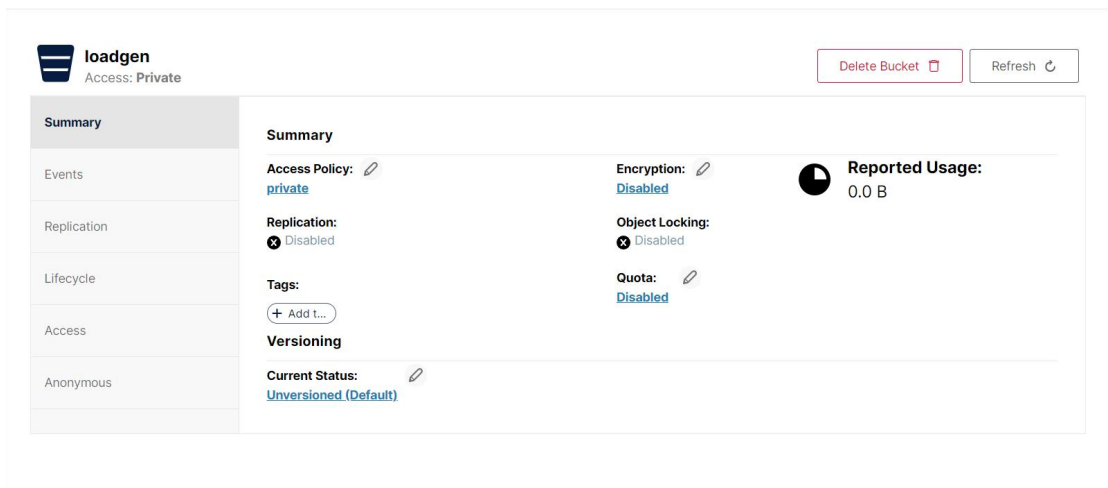 loadgen
Access: Private
Delete Bucket
Refresh
Summary
Events
Replication
Lifecycle
Access
Anonymous
Summary
Access Policy:
private
Encryption:
Disabled
Reported Usage:
0.0 B
Replication:
Disabled
Object Locking:
Disabled
Tags:
+ Add t...
Quota:
Disabled
Versioning
Current Status:
Unversioned (Default)